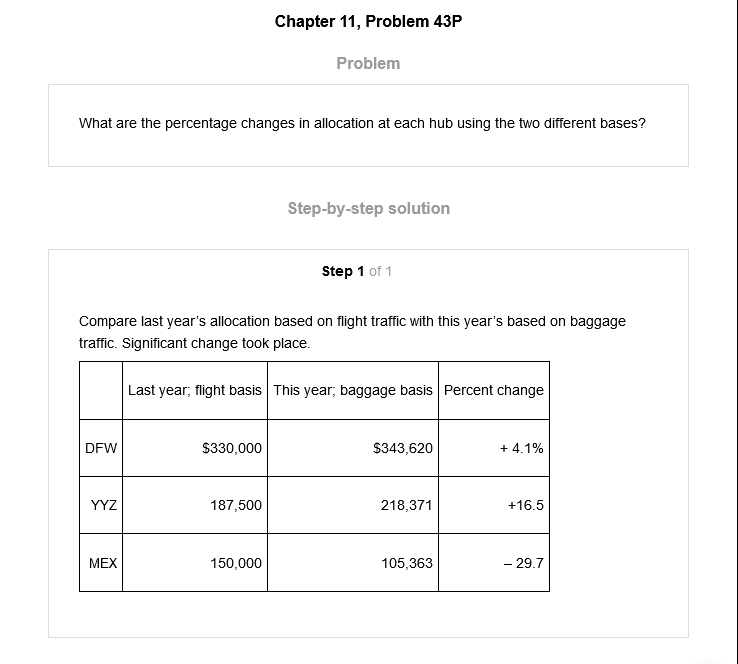 Chapter 11, Problem 43P
Problem
What are the percentage changes in allocation at each hub using the two different bases?
Step-by-step solution
Step 1 of 1
Compare last year's allocation based on flight traffic with this year's based on baggage
traffic. Significant change took place.
Last year; flight basis This year; baggage basis Percent change
DFW $330,000 $343,620 + 4.1%
YYZ 187,500 218,371 +16.5
MEX 150,000 105,363 – 29.7